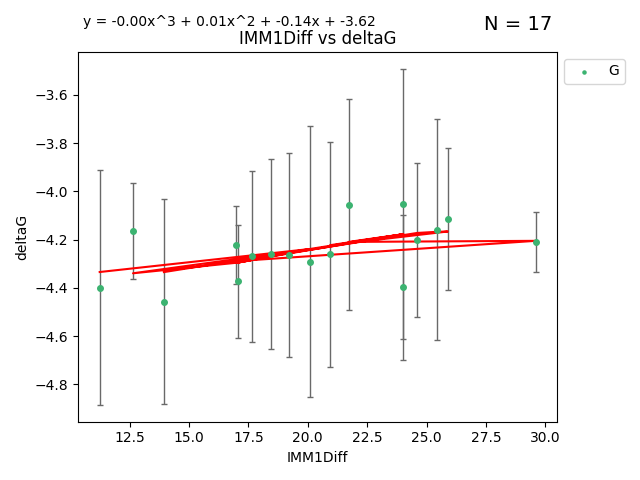 y = -0.00x^3 + 0.01x^2 + -0.14x + -3.62
N = 17
IMM1Diff vs deltaG
G
−3.6
−3.8
−4.0
−4.2
−4.4
−4.6
−4.8
deltaG
12.5 15.0 17.5 20.0 22.5 25.0 27.5 30.0
IMM1Diff